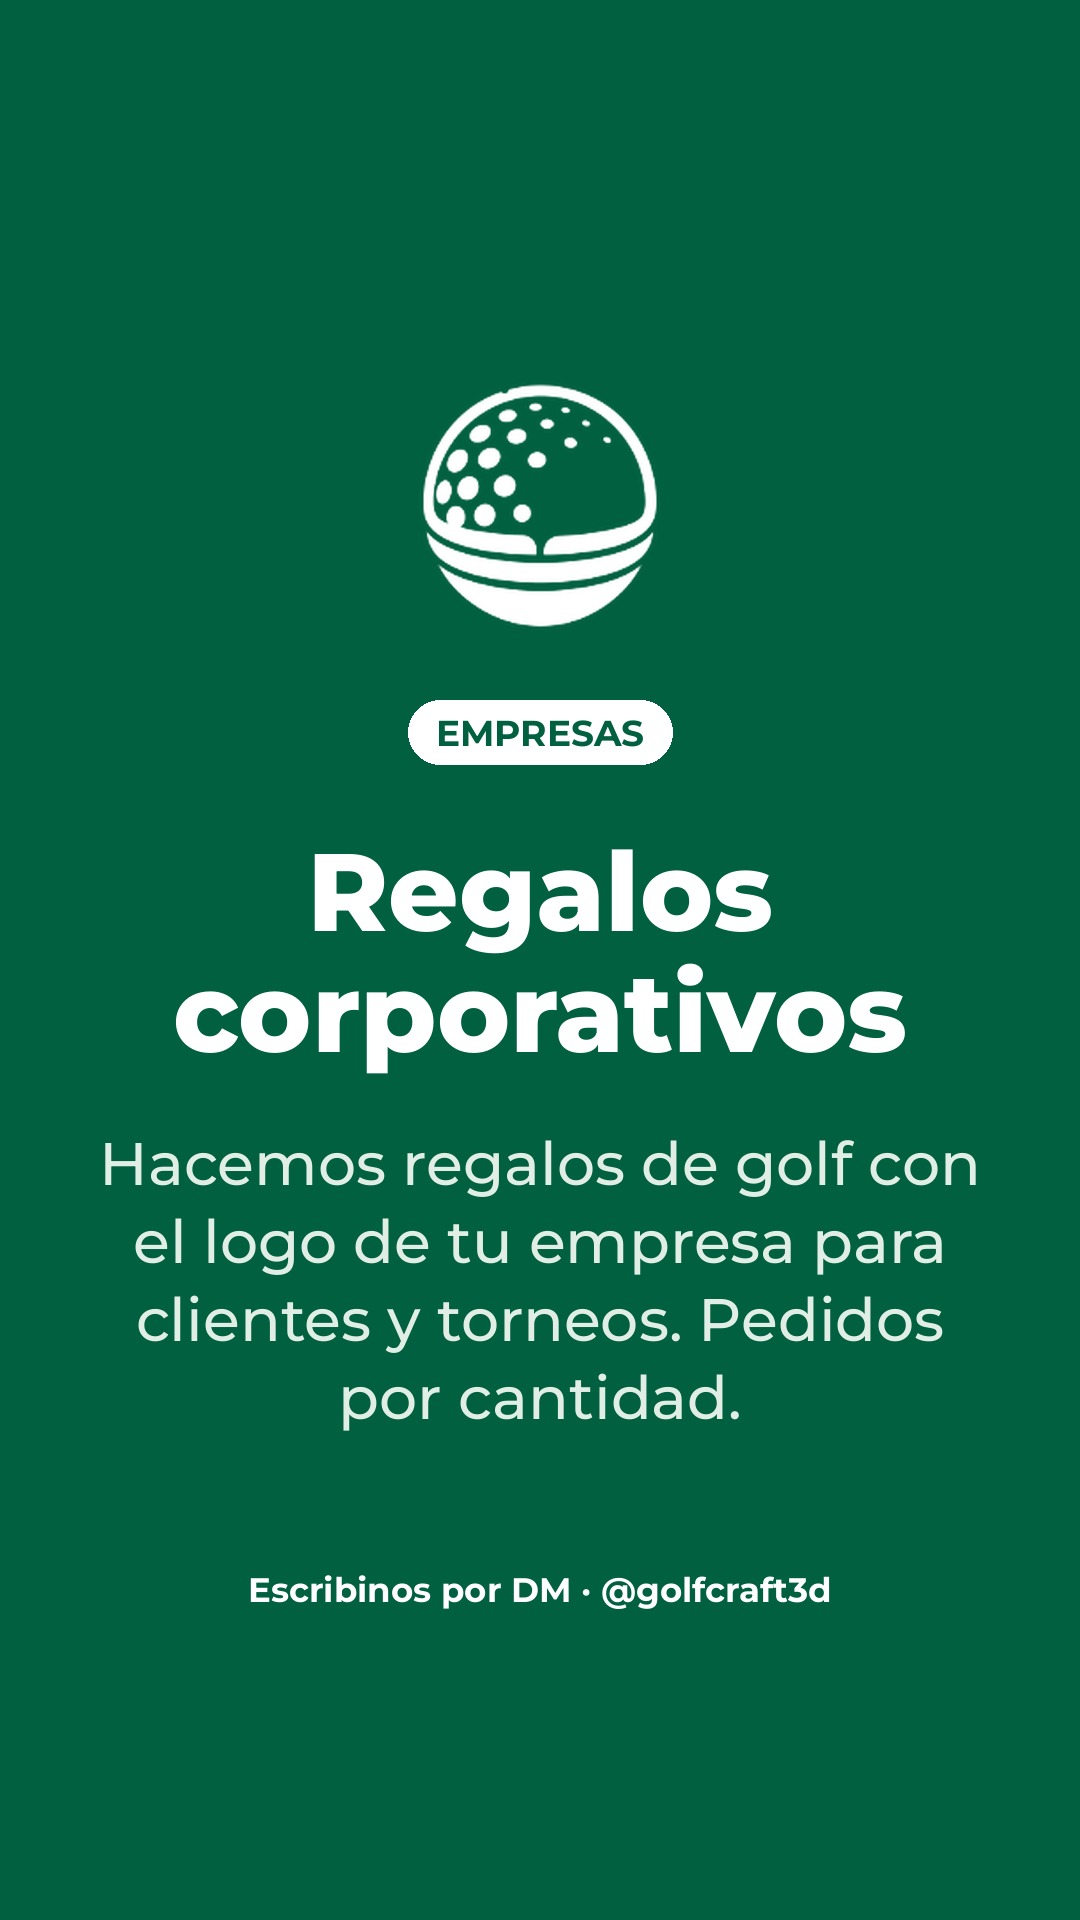 EMPRESAS
Regalos
corporativos
Hacemos regalos de golf con
el logo de tu empresa para
clientes y torneos. Pedidos
por cantidad.
Escribinos por DM · @golfcraft3d